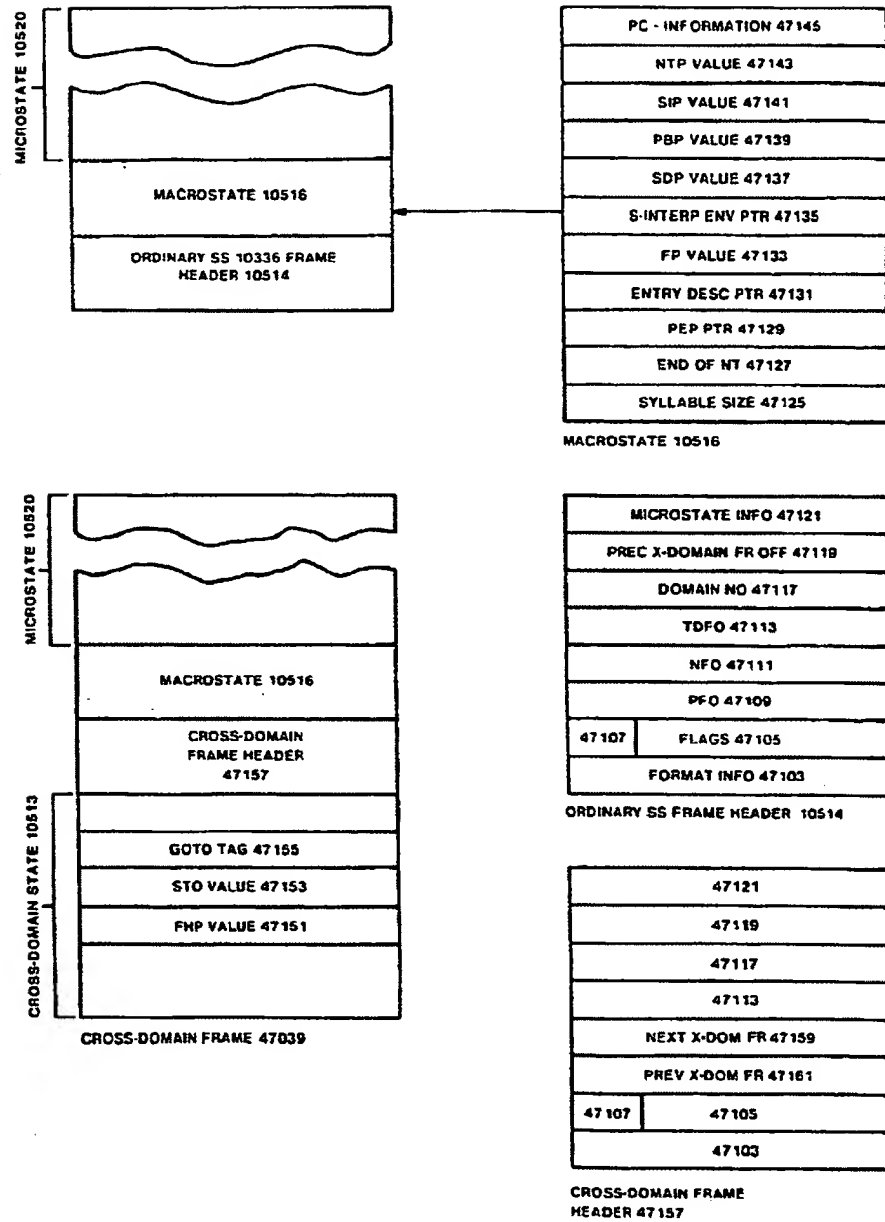 MICROSTATE 10520
MACROSTATE 10516
ORDINARY SS 10336 FRAME
HEADER 10514
PC - INFORMATION 47145
NTP VALUE 47143
SIP VALUE 47141
PBP VALUE 47139
SDP VALUE 47137
S-INTERP ENV PTR 47135
FP VALUE 47133
ENTRY DESC PTR 47131
PEP PTR 47129
END OF NT 47127
SYLLABLE SIZE 47125
MACROSTATE 10516
MICROSTATE 10520
MACROSTATE 10516
CROSS-DOMAIN
FRAME HEADER
47157
CROSS-DOMAIN STATE 10513
GOTO TAG 47155
STO VALUE 47153
FHP VALUE 47151
CROSS-DOMAIN FRAME 47039
MICROSTATE INFO 47121
PREC X-DOMAIN FR OFF 47119
DOMAIN NO 47117
TDFO 47113
NFO 47111
PFO 47109
47107 FLAGS 47105
FORMAT INFO 47103
ORDINARY SS FRAME HEADER 10514
47121
47119
47117
47113
NEXT X-DOM FR 47159
PREV X-DOM FR 47161
47107 47105
47103
CROSS-DOMAIN FRAME
HEADER 47157